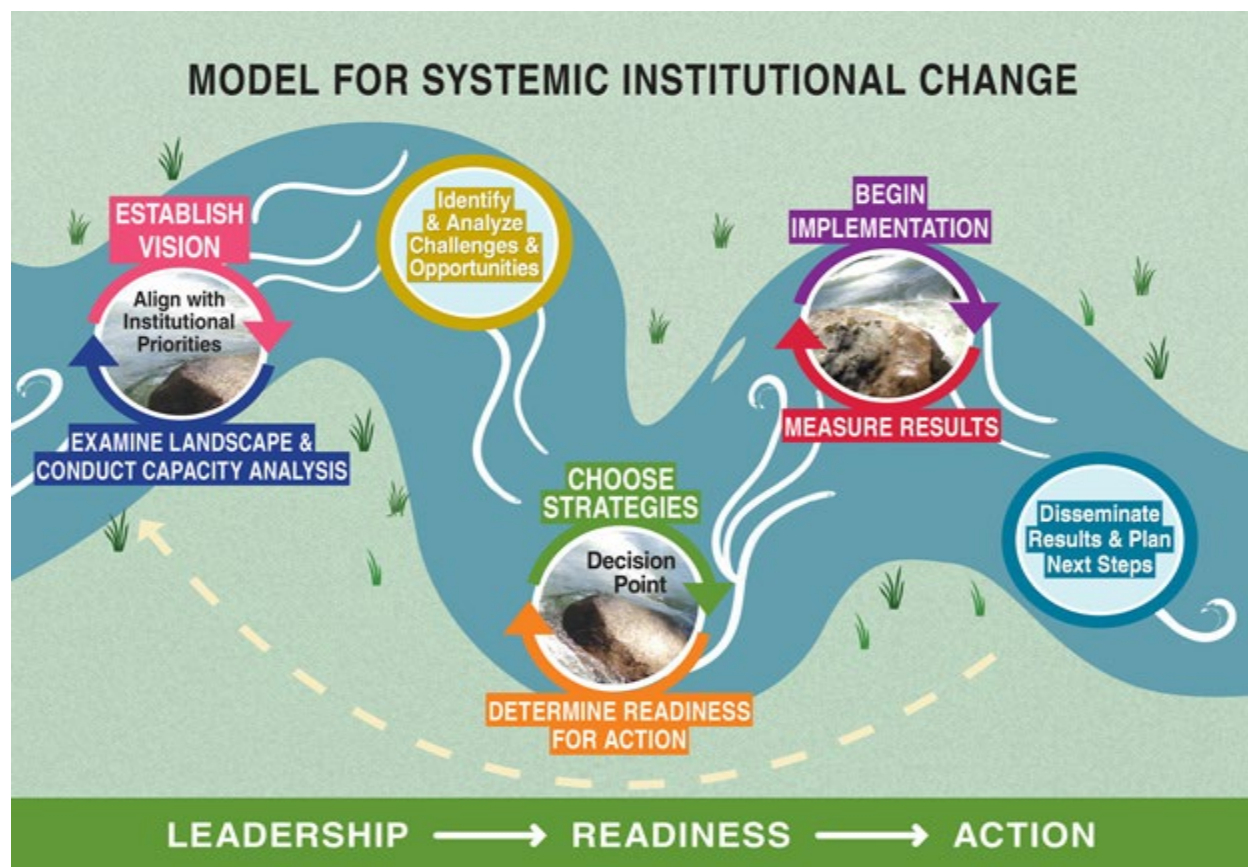 MODEL FOR SYSTEMIC INSTITUTIONAL CHANGE
ESTABLISH
VISION
Align with
Institutional
Priorities
EXAMINE LANDSCAPE &
CONDUCT CAPACITY ANALYSIS
Identify
& Analyze
Challenges &
Opportunities
CHOOSE
STRATEGIES
Decision
Point
DETERMINE READINESS
FOR ACTION
BEGIN
IMPLEMENTATION
MEASURE RESULTS
Disseminate
Results & Plan
Next Steps
LEADERSHIP → READINESS → ACTION